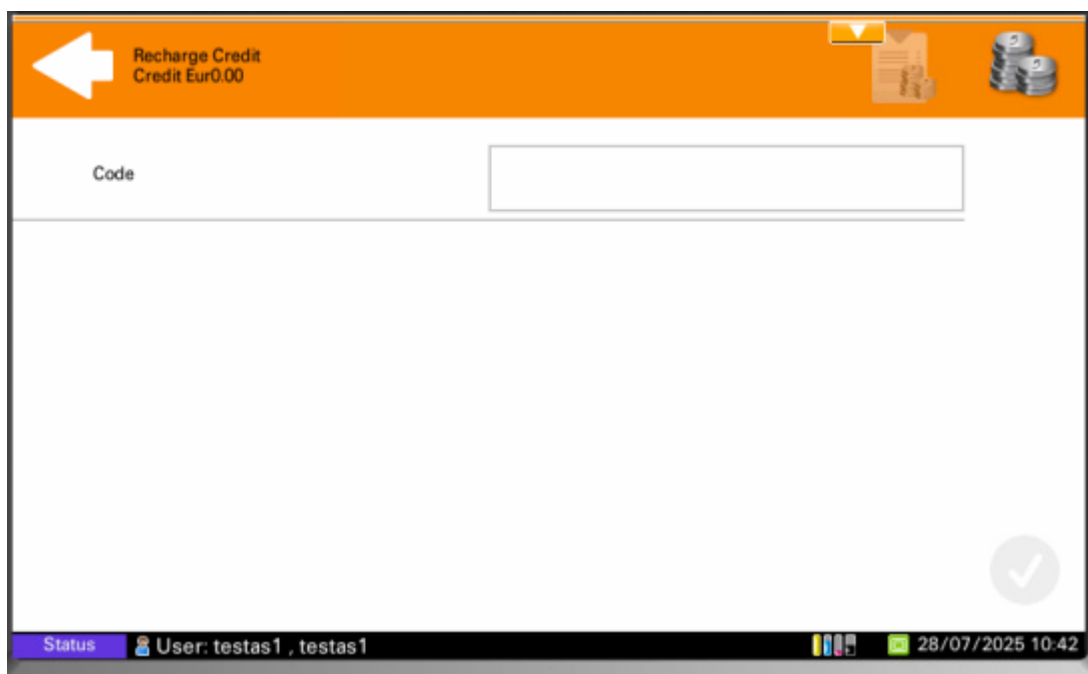 Recharge Credit
Credit Eur0.00
Code
Status
User: testas1 , testas1
28/07/2025 10:42